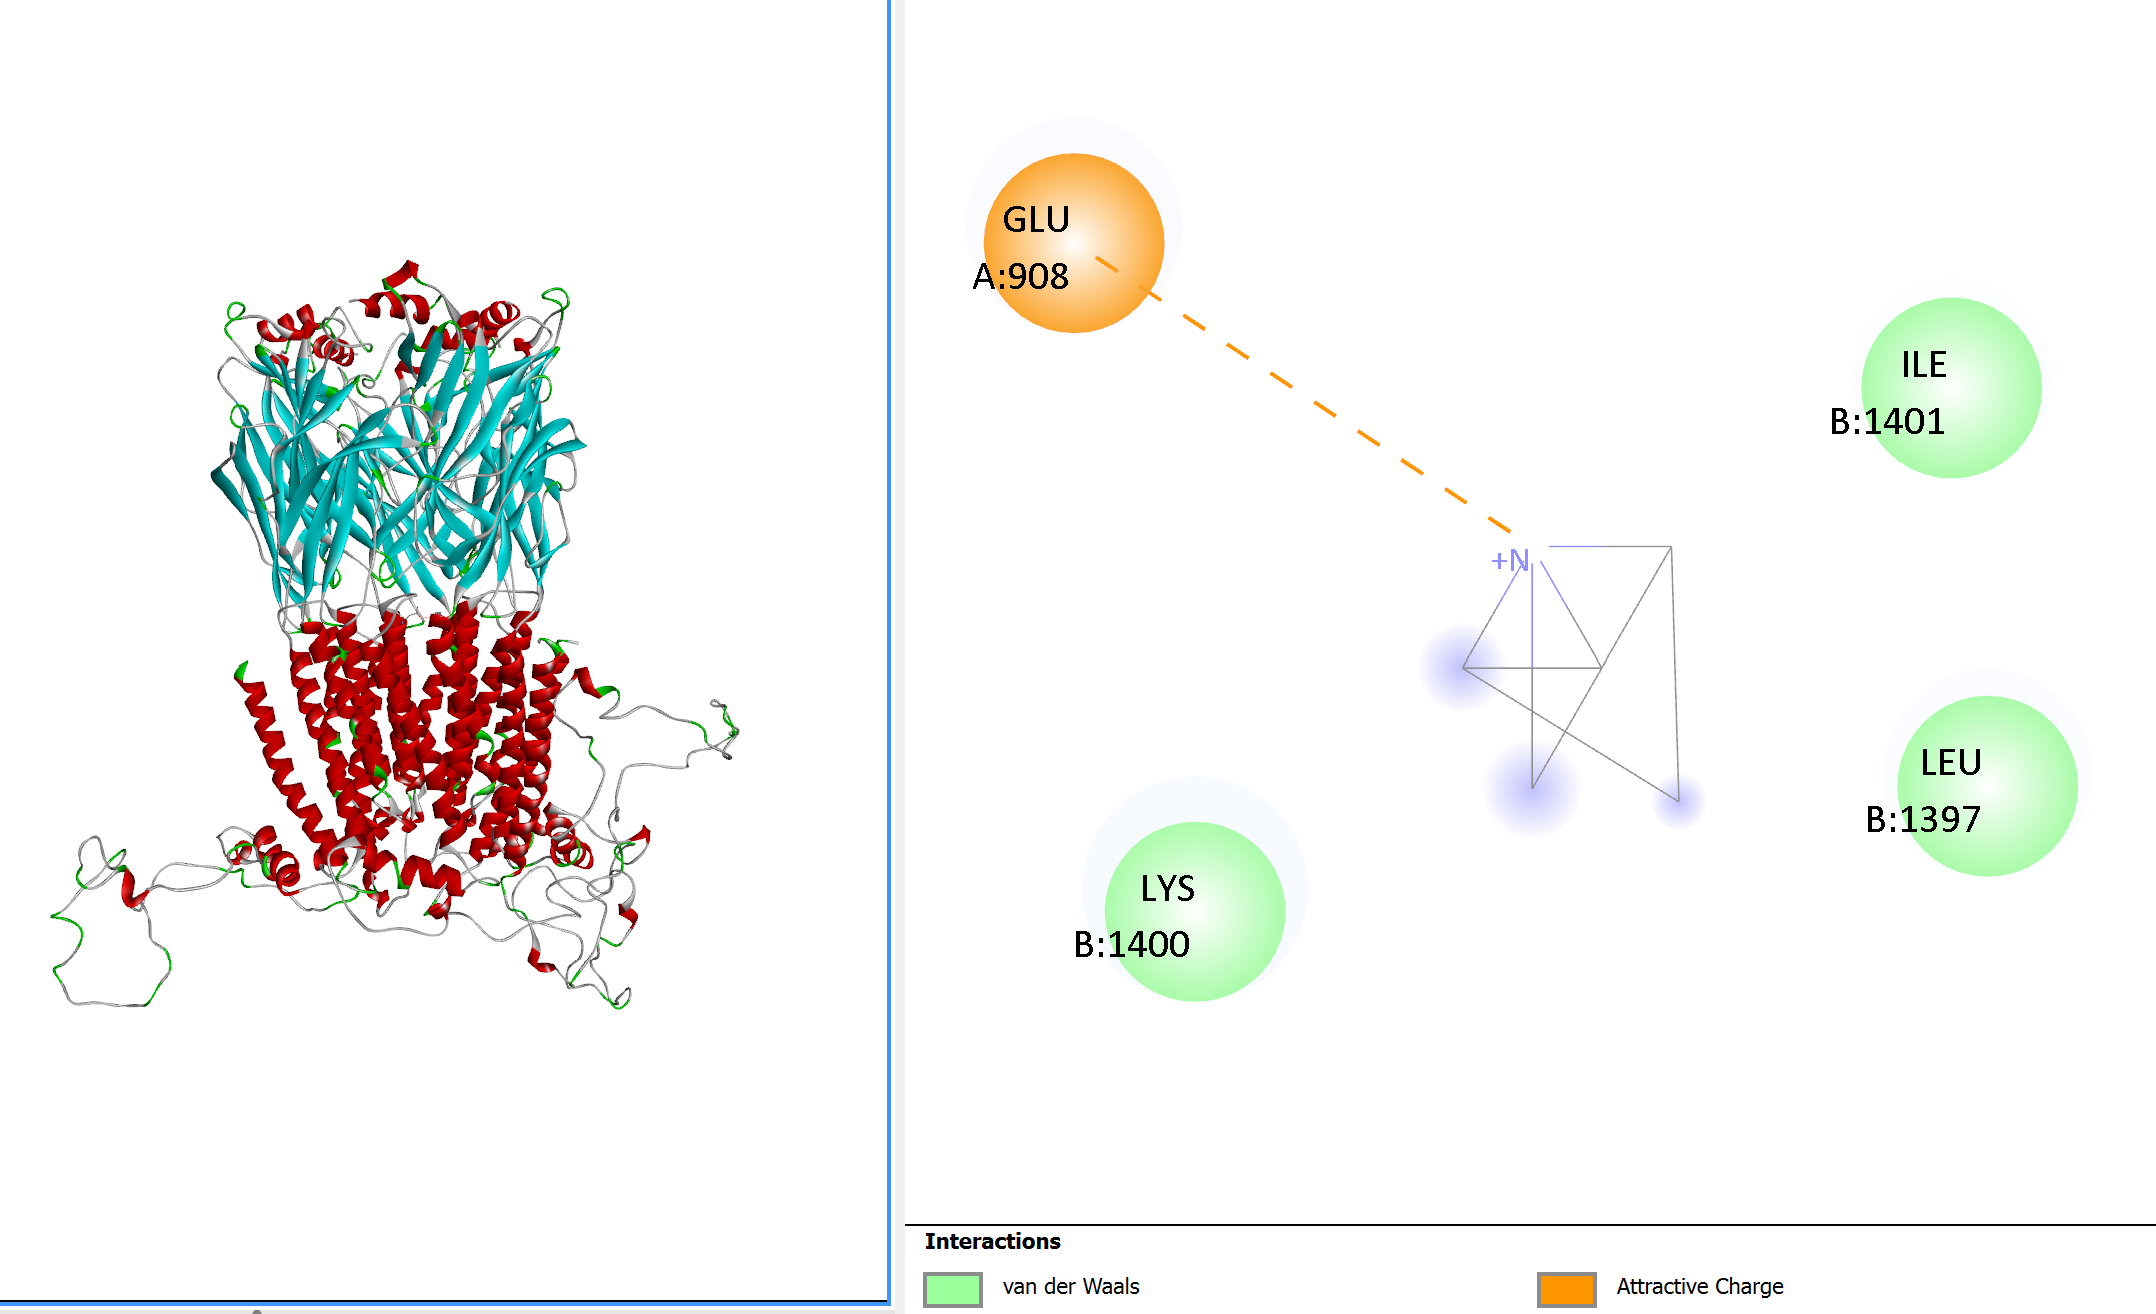 GLU
A:908
ILE
B:1401
+N
LEU
B:1397
LYS
B:1400
Interactions
van der Waals
Attractive Charge